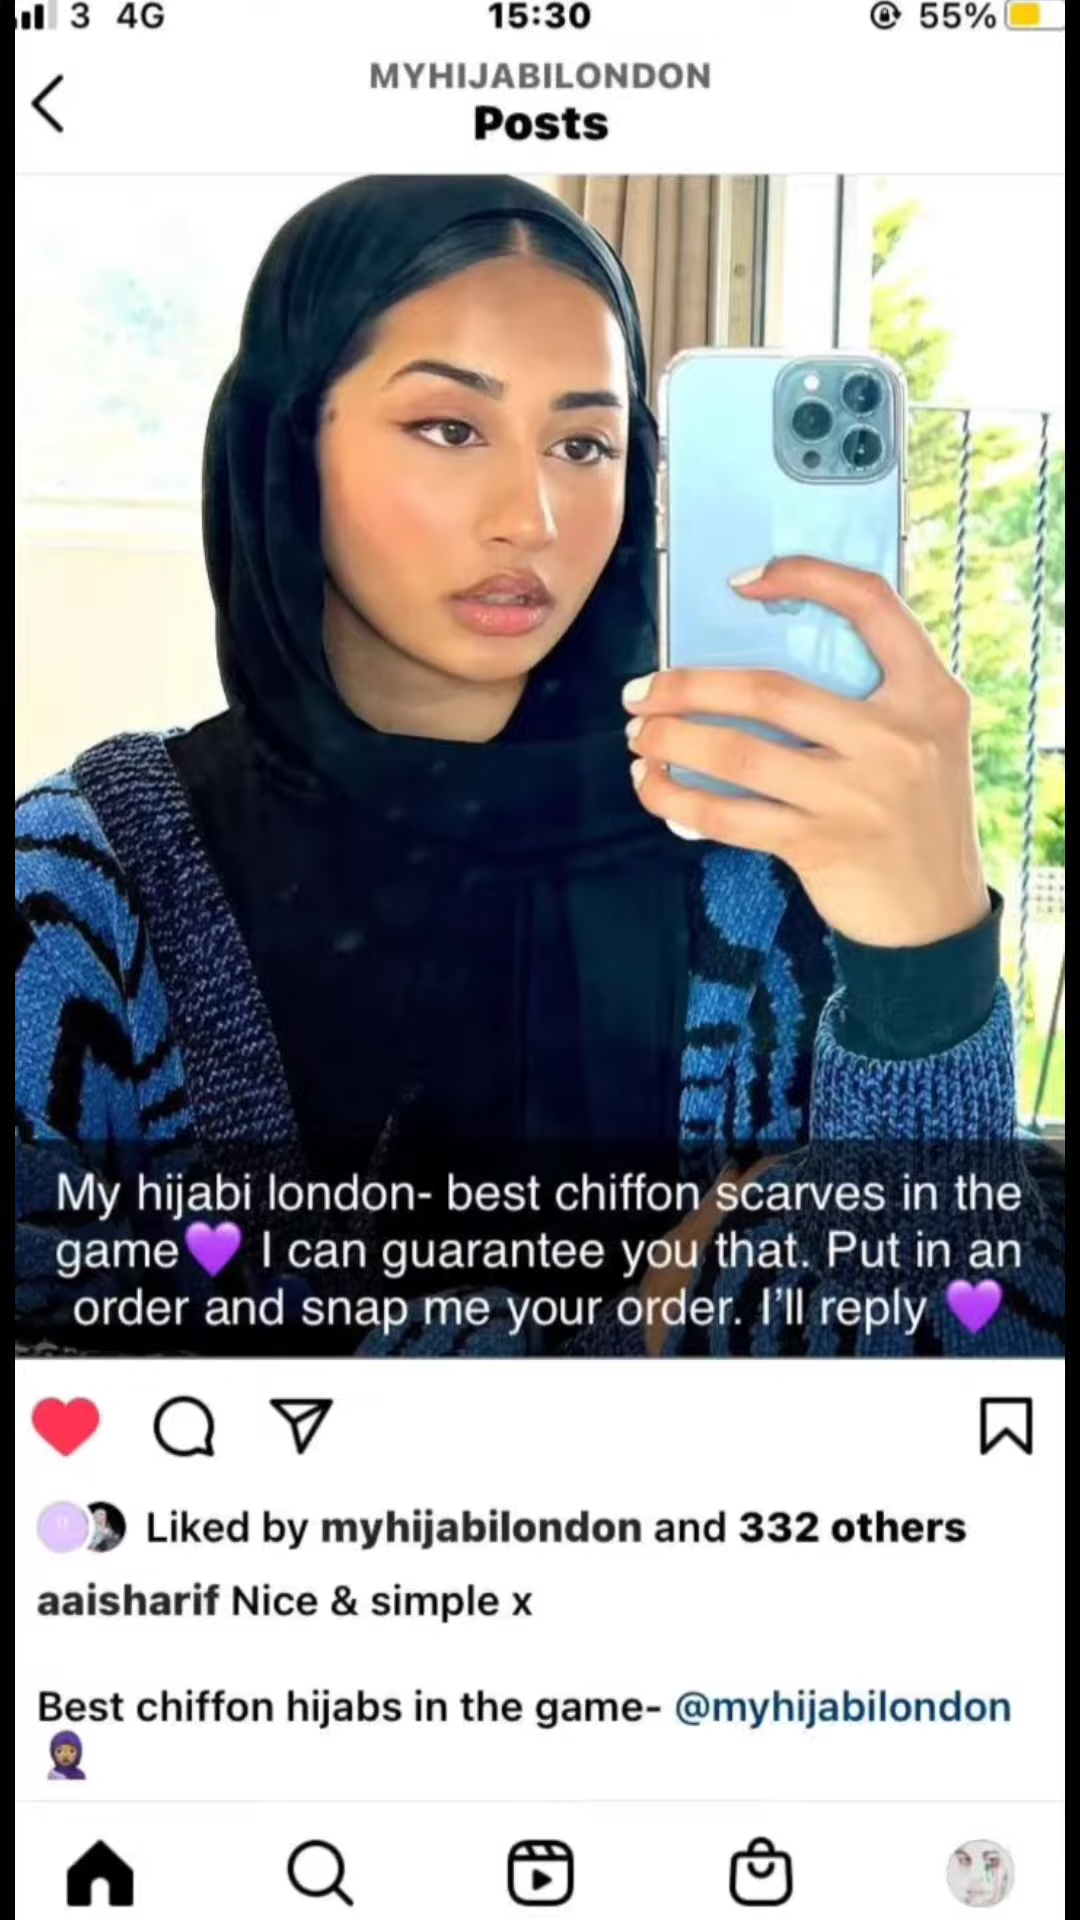 3 4G 15:30 55%
MYHIJABILONDON
Posts
My hijabi london- best chiffon scarves in the
game💜 I can guarantee you that. Put in an
order and snap me your order. I'll reply 💜
Liked by myhijabilondon and 332 others
aaisharif Nice & simple x
Best chiffon hijabs in the game- @myhijabilondon
🧕🏽